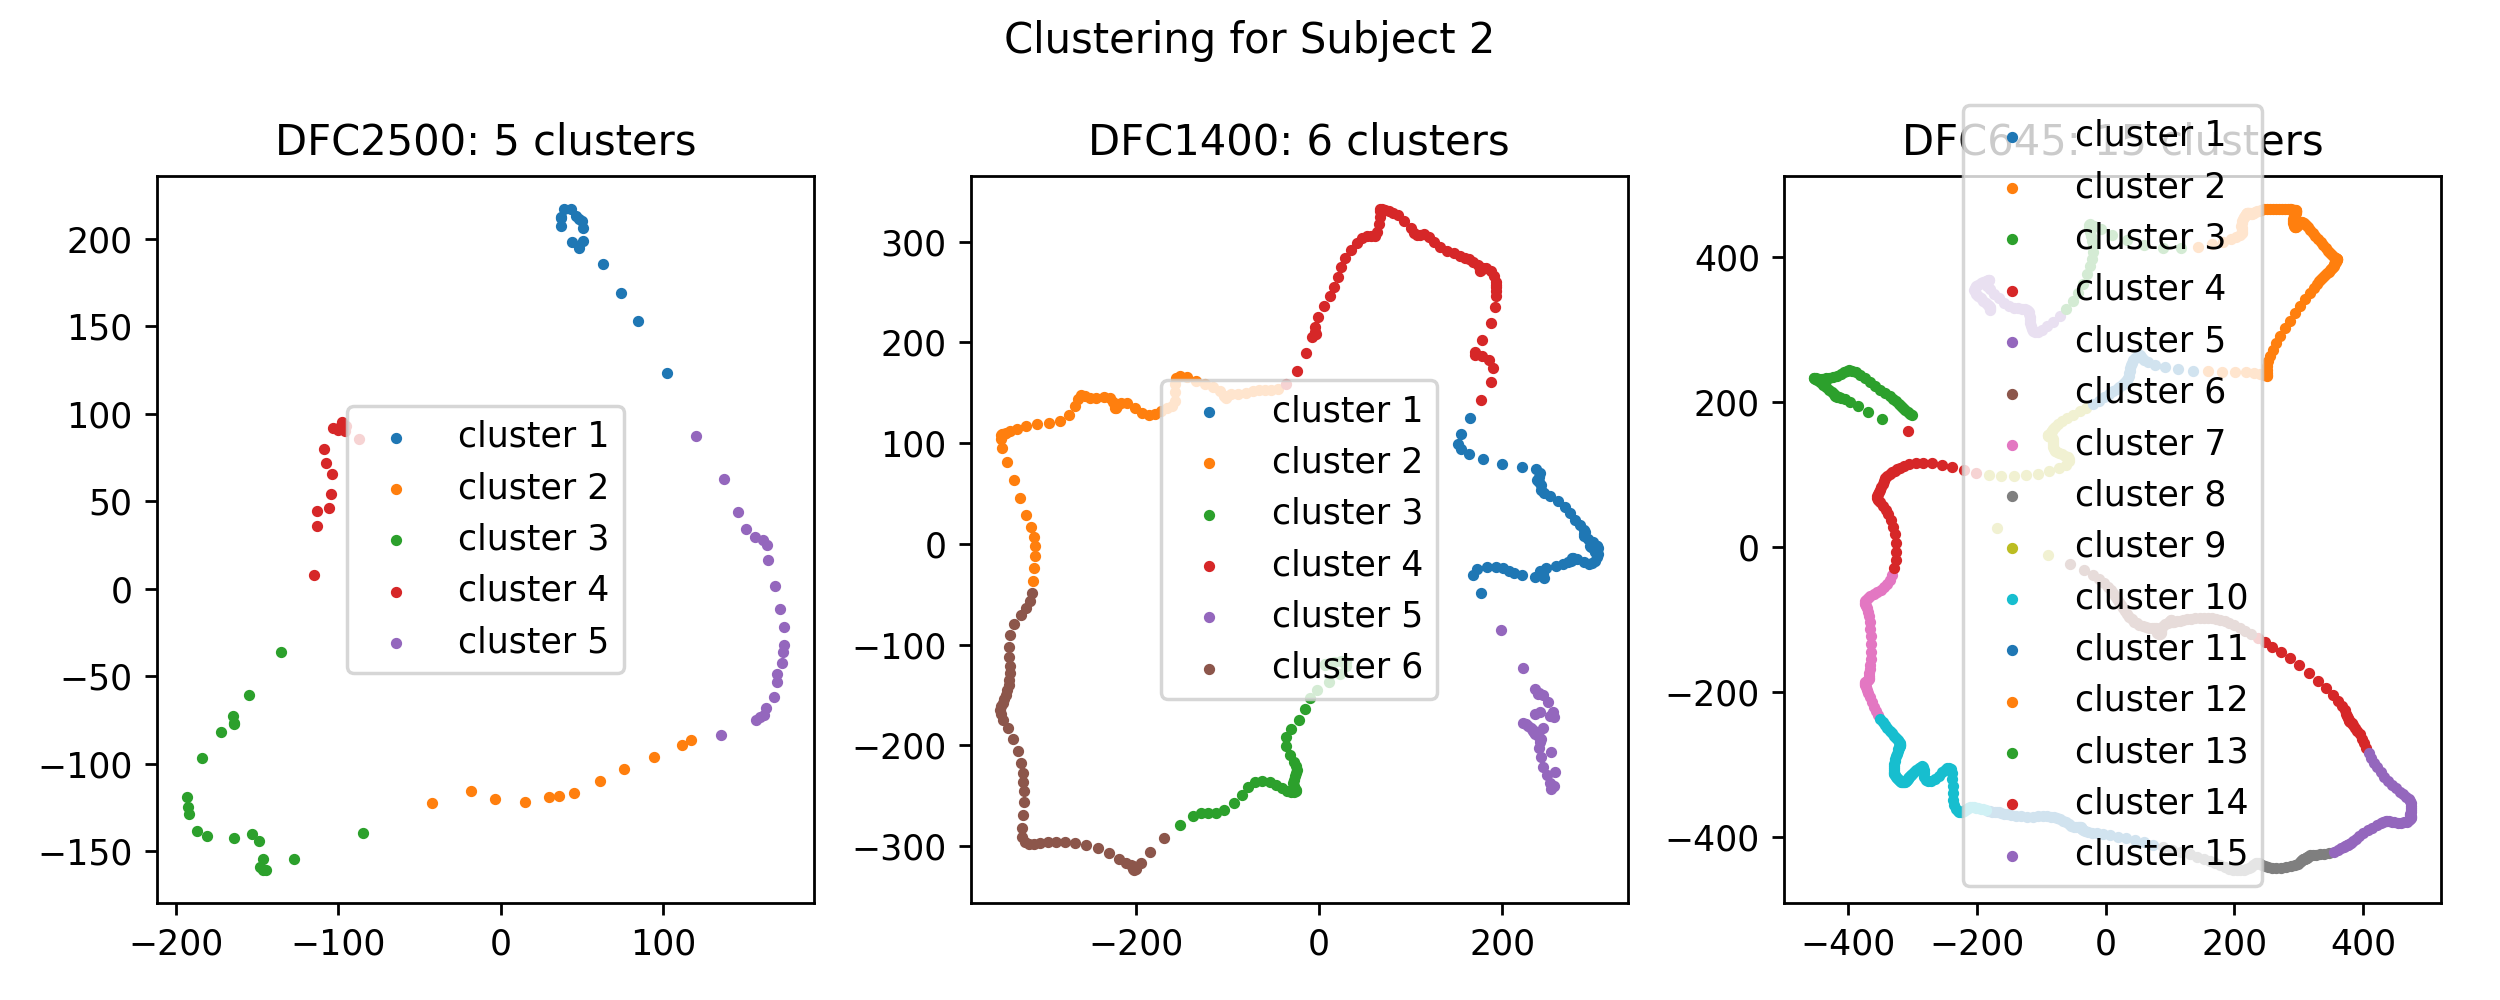 Clustering for Subject 2
DFC2500: 5 clusters
200
150
100
50
0
−50
−100
−150
−200
−100
0
100
cluster 1
cluster 2
cluster 3
cluster 4
cluster 5
DFC1400: 6 clusters
300
200
100
0
−100
−200
−300
−200
0
200
cluster 1
cluster 2
cluster 3
cluster 4
cluster 5
cluster 6
DFC645: 15 clusters
400
200
0
−200
−400
−400
−200
0
200
400
cluster 1
cluster 2
cluster 3
cluster 4
cluster 5
cluster 6
cluster 7
cluster 8
cluster 9
cluster 10
cluster 11
cluster 12
cluster 13
cluster 14
cluster 15